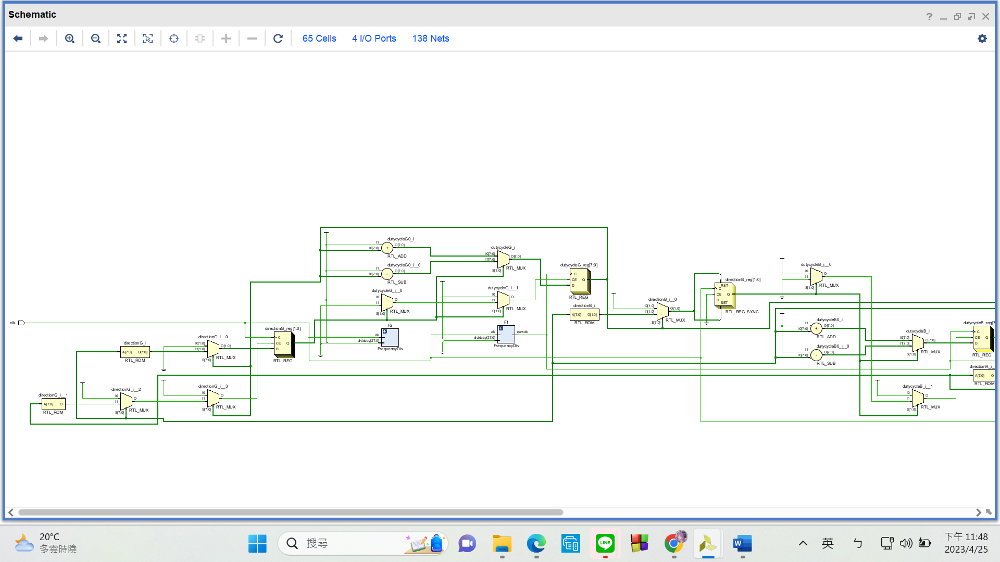 Schematic
65 Cells 4 I/O Ports 138 Nets
dutycycleG0_i
I1
I0[7:0]
O[7:0]
+
RTL_ADD
dutycycleG0_i__0
I1
I0[7:0]
O[7:0]
-
RTL_SUB
dutycycleG_i
I0[7:0]
I1[7:0]
O[7:0]
S[1:0]
RTL_MUX
dutycycleG_i__0
I0
I1
O
S[1:0]
RTL_MUX
dutycycleG_i__1
I0
I1
O
S[1:0]
RTL_MUX
dutycycleG_reg[7:0]
C
CE
D
Q
RTL_REG
directionB_i
A[7:0] O[1:0]
RTL_ROM
directionB_i__0
I0[1:0]
I1[1:0]
O[1:0]
S[7:0]
RTL_MUX
directionB_reg[1:0]
RST
C
CE
D
Q
SET
RTL_REG_SYNC
dutycycleB_i__0
I0
I1
O
S[1:0]
RTL_MUX
dutycycleB0_i
I1
I0[7:0]
O[7:0]
+
RTL_ADD
dutycycleB0_i__0
I1
I0[7:0]
O[7:0]
-
RTL_SUB
dutycycleB_i
I0[7:0]
I1[7:0]
O[7:0]
S[1:0]
RTL_MUX
dutycycleB_reg[7
C
CE
D
Q
RTL_REG
directionR_i
A[7:0] O
RTL_ROM
dutycycleB_i__1
I0
I1
O
S[1:0]
RTL_MUX
clk
F2
clk
divideby[27:0]
FrequencyDiv
F1
clk
divideby[27:0]
newclk
FrequencyDiv
directionG_reg[1:0]
C
CE
D
Q
RTL_REG
directionG_i__0
I0[1:0]
I1[1:0]
O[1:0]
S[7:0]
RTL_MUX
directionG_i
A[7:0] O[1:0]
RTL_ROM
directionG_i__3
I0
I1
O
S[7:0]
RTL_MUX
directionG_i__2
I0
I1
O
S[7:0]
RTL_MUX
directionG_i__1
A[7:0] O
RTL_ROM
20°C
多雲時陰
搜尋
LINE
W
英
ㄅ
下午 11:48
2023/4/25